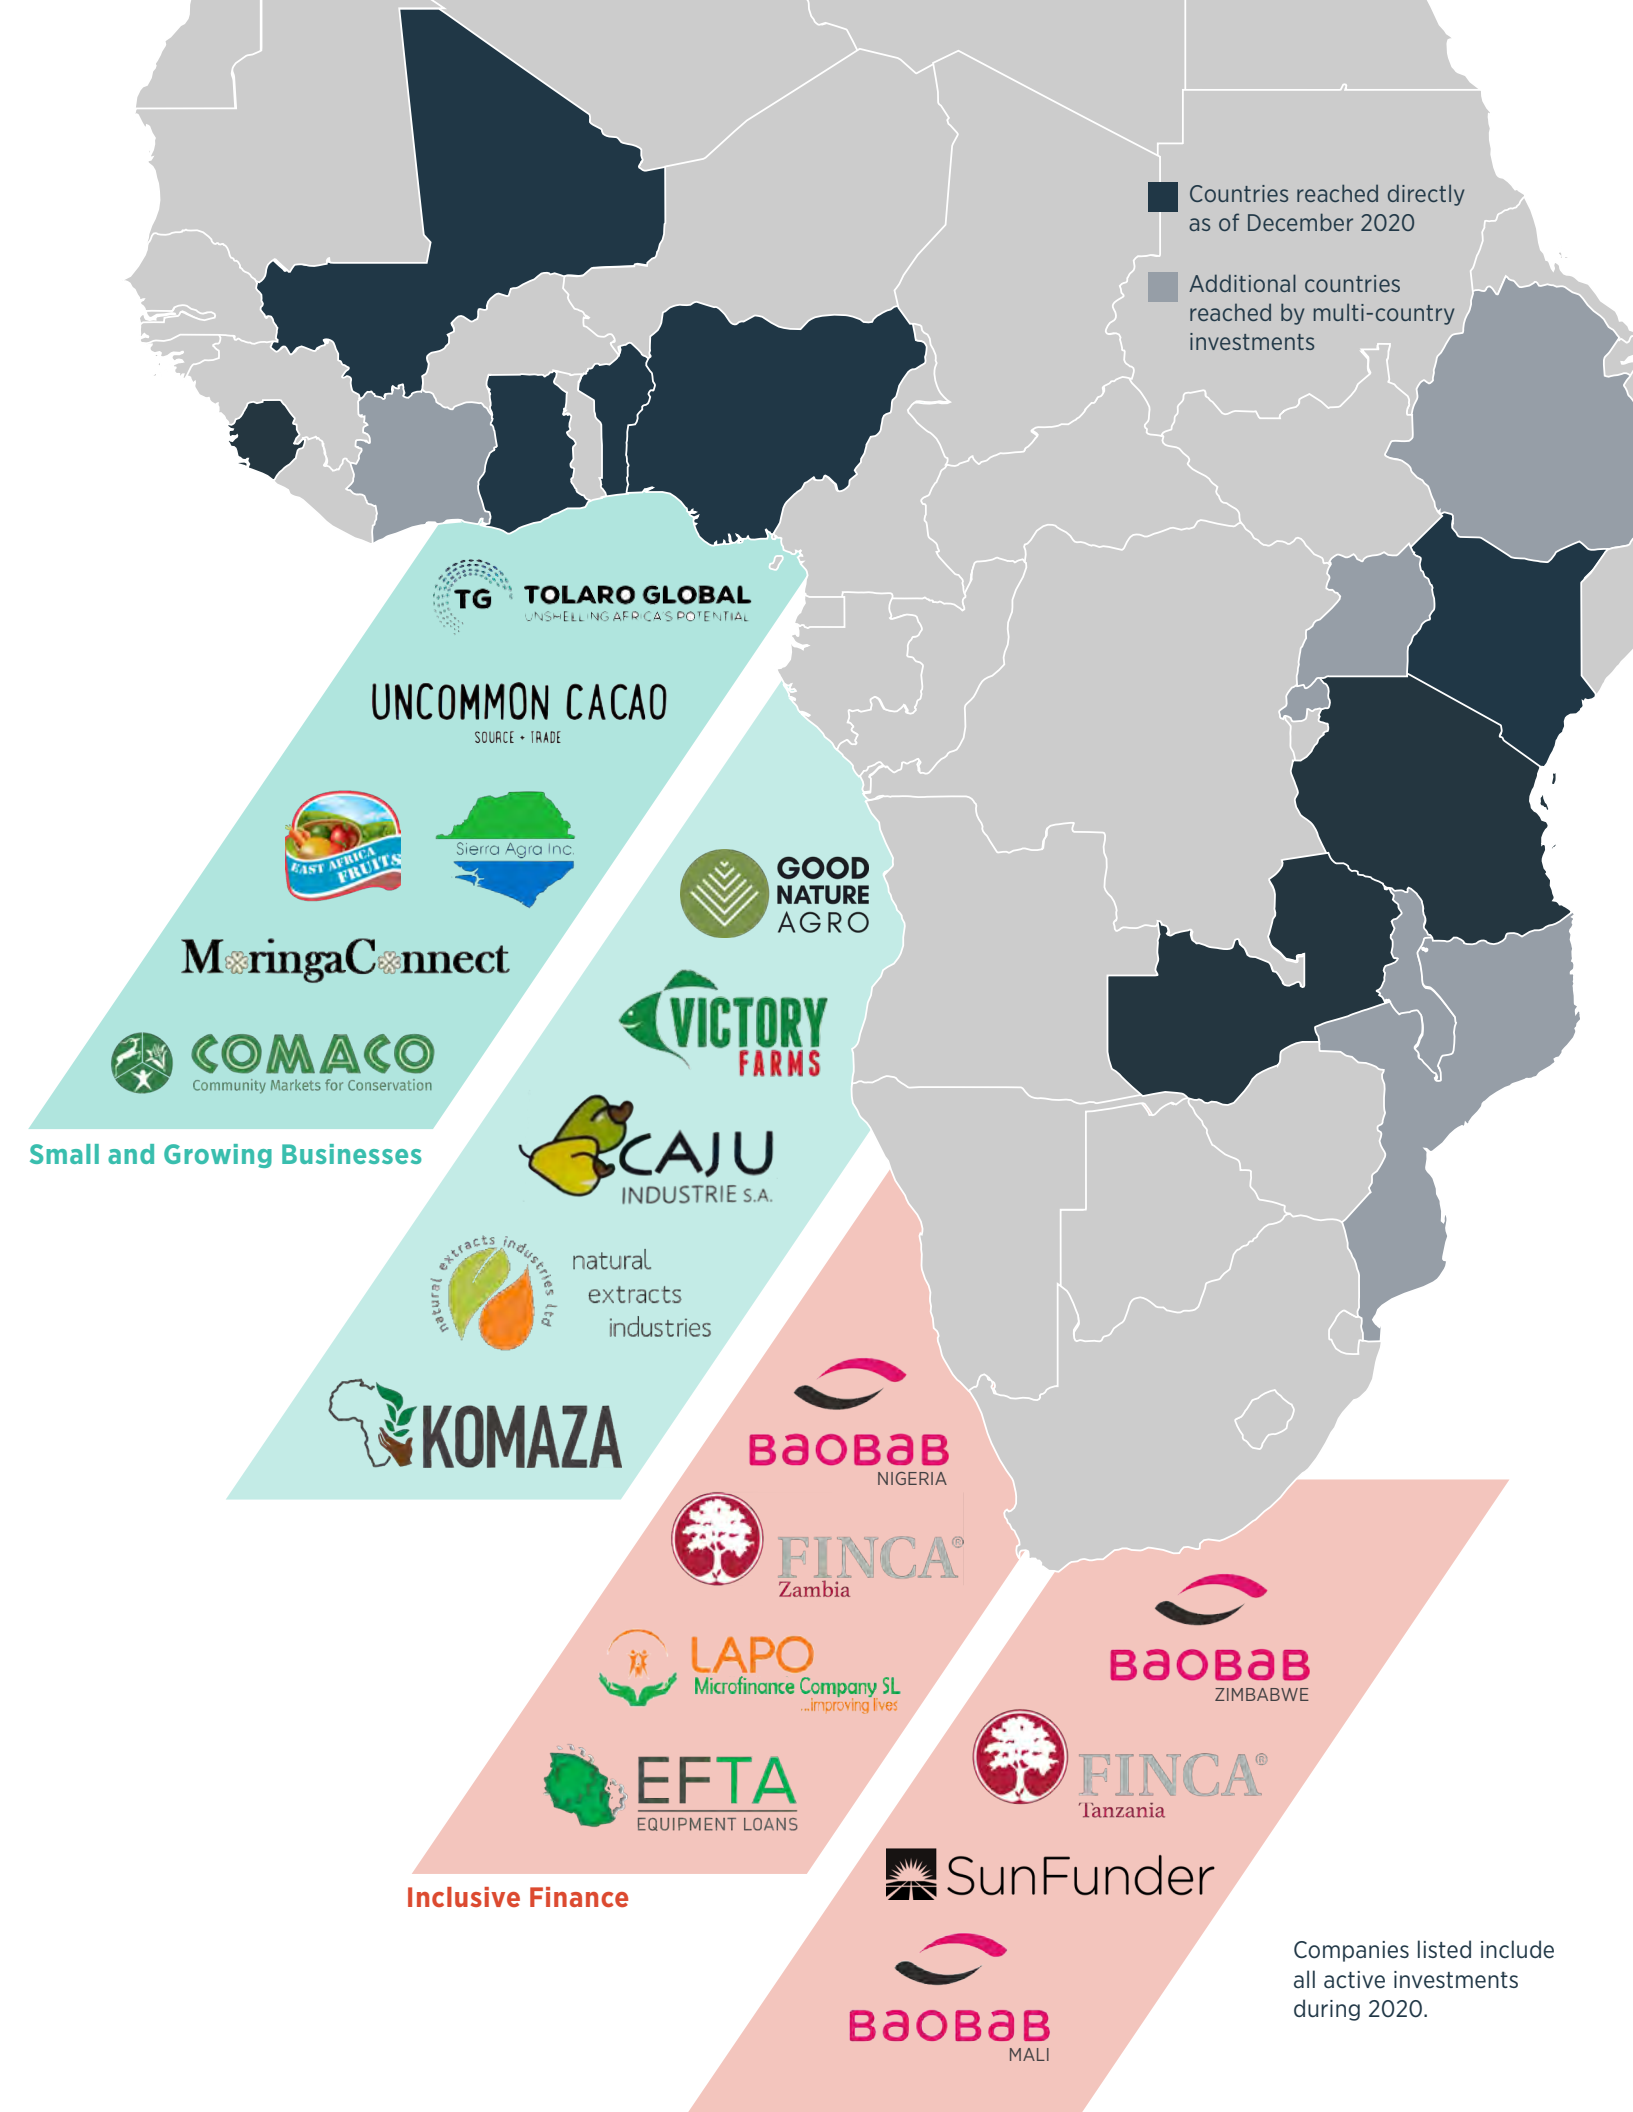 Countries reached directly
as of December 2020
Additional countries
reached by multi-country
investments
TG
TOLARO GLOBAL
UNSHELLING AFRICA'S POTENTIAL
UNCOMMON CACAO
SOURCE + TRADE
EAST AFRICA
FRUITS
Sierra Agra Inc.
MoringaConnect
COMACO
Community Markets for Conservation
Small and Growing Businesses
GOOD
NATURE
AGRO
VICTORY
FARMS
CAJU
INDUSTRIE S.A.
natural extracts industries ltd
natural
extracts
industries
KOMAZA
BAOBAB
NIGERIA
FINCA®
Zambia
LAPO
Microfinance Company SL
...improving lives
EFTA
EQUIPMENT LOANS
Inclusive Finance
BAOBAB
ZIMBABWE
FINCA®
Tanzania
SunFunder
BAOBAB
MALI
Companies listed include
all active investments
during 2020.